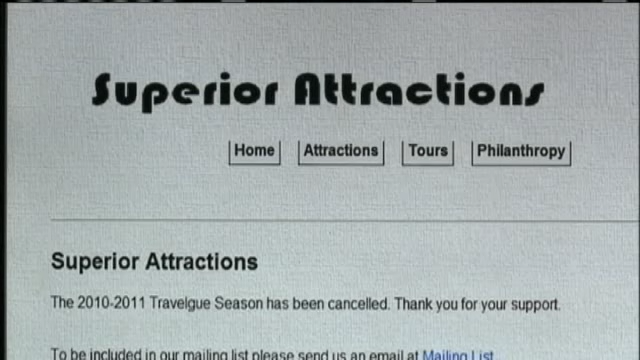 Superior Attractions
Home Attractions Tours Philanthropy
Superior Attractions
The 2010-2011 Travelgue Season has been cancelled. Thank you for your support.
To be included in our mailing list please send us an email at Mailing List